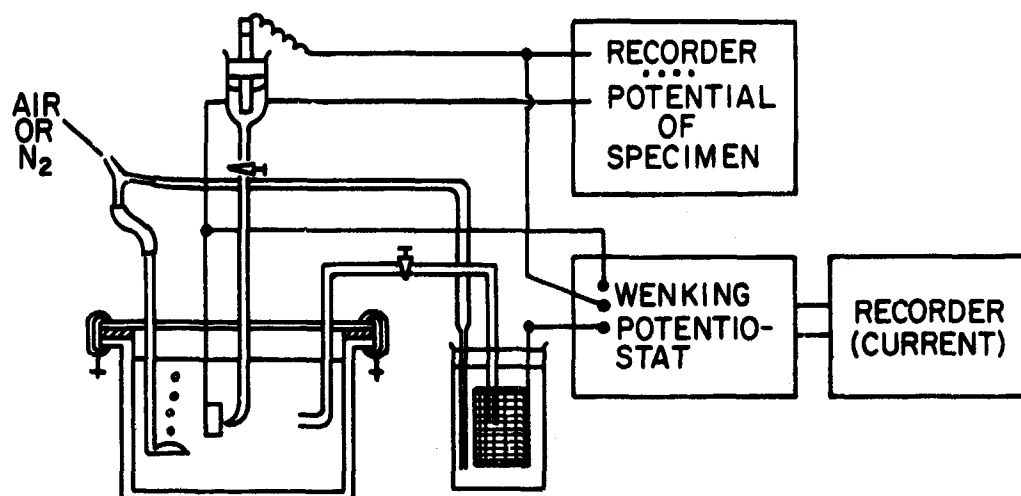 AIR
OR
N₂
RECORDER
POTENTIAL
OF
SPECIMEN
WENKING
POTENTIO-
STAT
RECORDER
(CURRENT)